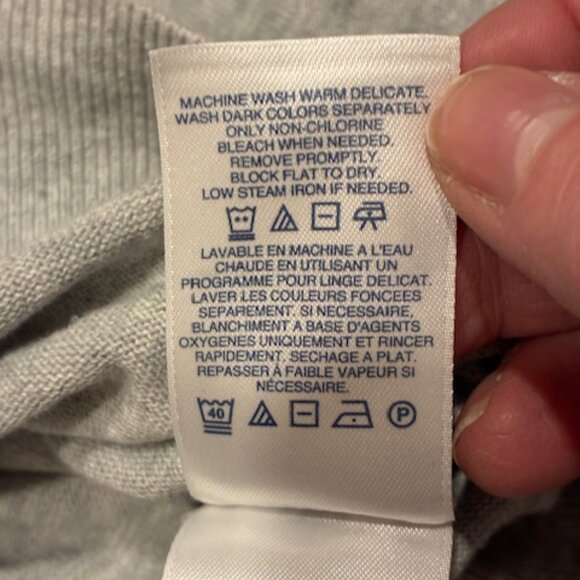 MACHINE WASH WARM DELICATE.
WASH DARK COLORS SEPARATELY
ONLY NON-CHLORINE
BLEACH WHEN NEEDED.
REMOVE PROMPTLY.
BLOCK FLAT TO DRY.
LOW STEAM IRON IF NEEDED.
LAVABLE EN MACHINE A L'EAU
CHAUDE EN UTILISANT UN
PROGRAMME POUR LINGE DELICAT.
LAVER LES COULEURS FONCEES
SEPAREMENT. SI NECESSAIRE,
BLANCHIMENT A BASE D'AGENTS
OXYGENES UNIQUEMENT ET RINCER
RAPIDEMENT. SECHAGE A PLAT.
REPASSER À FAIBLE VAPEUR SI
NÉCESSAIRE.
40 P